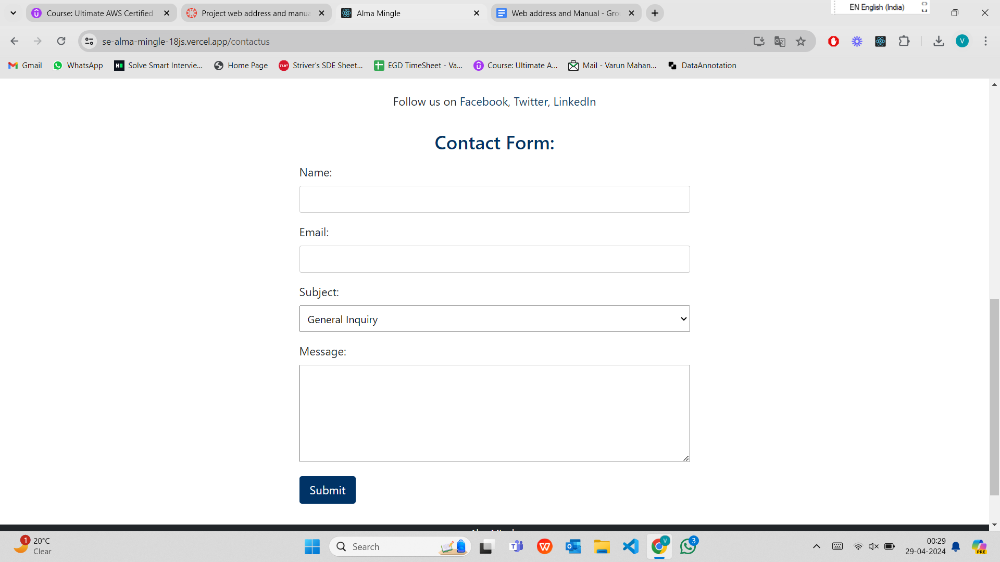 Course: Ultimate AWS Certified
Project web address and manua
Alma Mingle
Web address and Manual - Gro
EN English (India)
se-alma-mingle-18js.vercel.app/contactus
V
Gmail
WhatsApp
Solve Smart Intervie...
Home Page
Striver's SDE Sheet...
EGD TimeSheet - Va...
Course: Ultimate A...
Mail - Varun Mahan...
DataAnnotation
Follow us on Facebook, Twitter, LinkedIn
Contact Form:
Name:
Email:
Subject:
General Inquiry
Message:
Submit
1
20°C
Clear
Search
V
3
00:29
29-04-2024
PRE